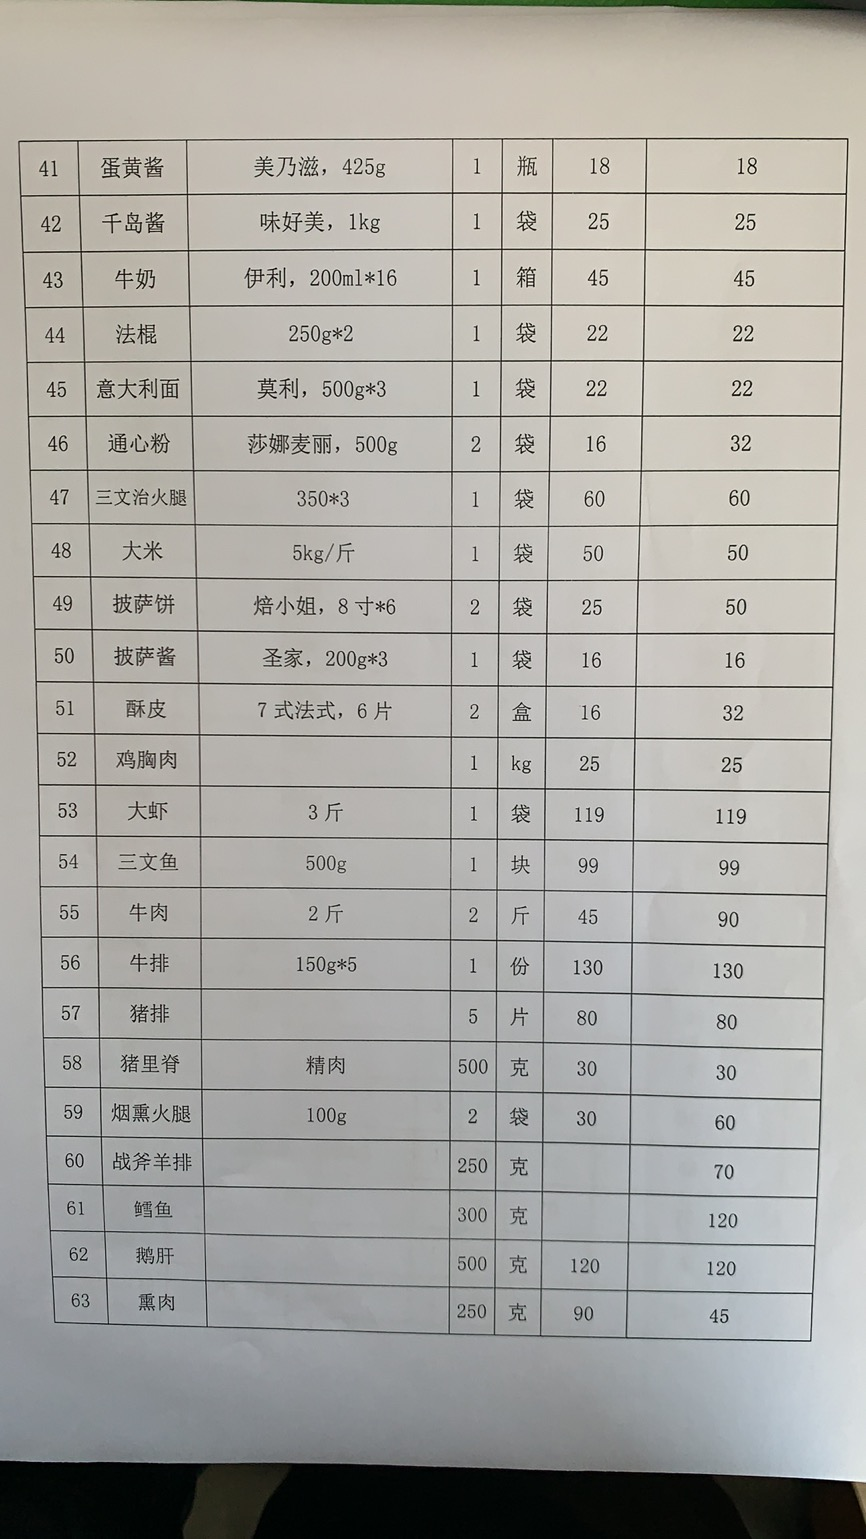 41 蛋黄酱 美乃滋，425g 1 瓶 18 18
42 千岛酱 味好美，1kg 1 袋 25 25
43 牛奶 伊利，200ml*16 1 箱 45 45
44 法棍 250g*2 1 袋 22 22
45 意大利面 莫利，500g*3 1 袋 22 22
46 通心粉 莎娜麦丽，500g 2 袋 16 32
47 三文治火腿 350*3 1 袋 60 60
48 大米 5kg/斤 1 袋 50 50
49 披萨饼 焙小姐，8寸*6 2 袋 25 50
50 披萨酱 圣家，200g*3 1 袋 16 16
51 酥皮 7式法式，6片 2 盒 16 32
52 鸡胸肉 1 kg 25 25
53 大虾 3斤 1 袋 119 119
54 三文鱼 500g 1 块 99 99
55 牛肉 2斤 2 斤 45 90
56 牛排 150g*5 1 份 130 130
57 猪排 5 片 80 80
58 猪里脊 精肉 500 克 30 30
59 烟熏火腿 100g 2 袋 30 60
60 战斧羊排 250 克 70
61 鳕鱼 300 克 120
62 鹅肝 500 克 120 120
63 熏肉 250 克 90 45